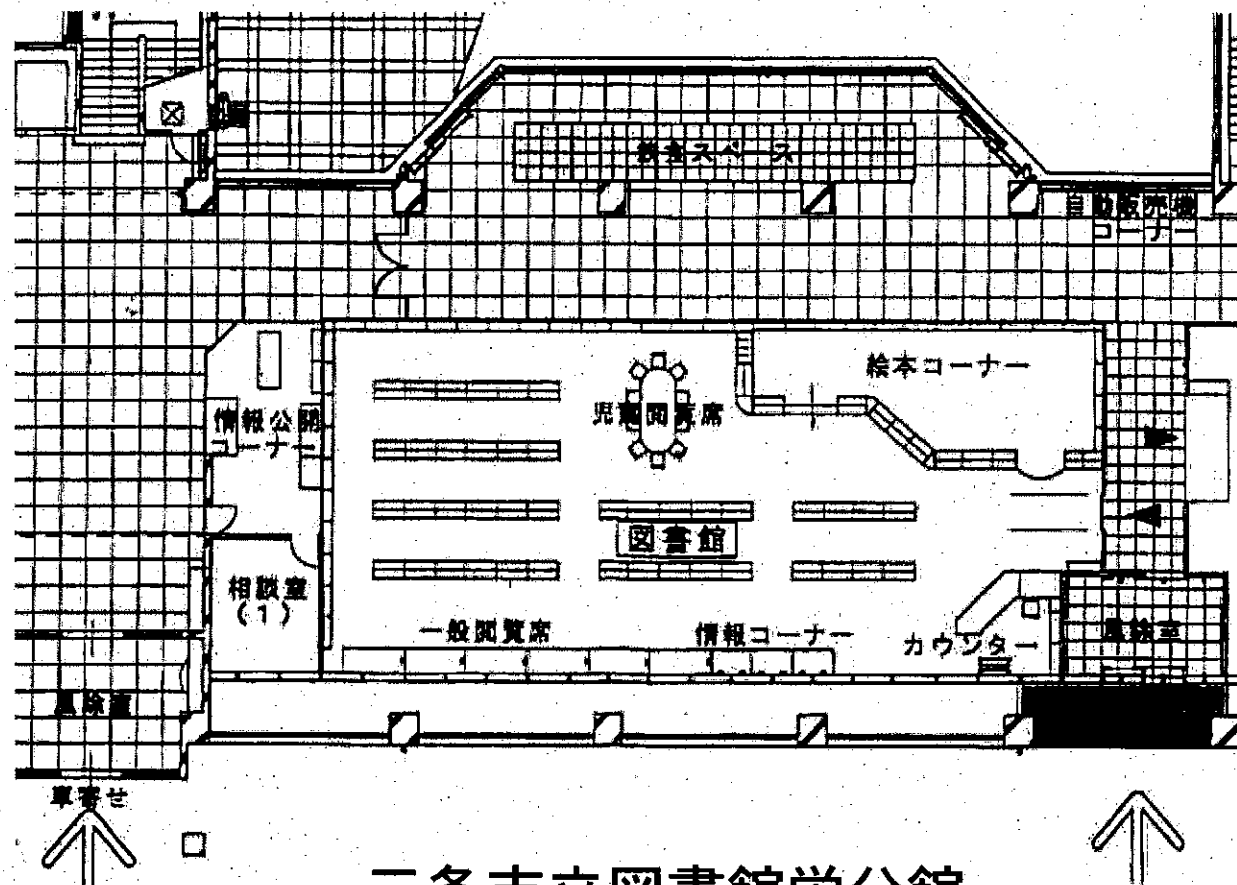 スペース
自動販売機
コーナー
絵本コーナー
児童閲覧席
情報公開
コーナー
図書館
相談室
(1)
一般閲覧席
情報コーナー
カウンター
風除室
風除室
車寄せ